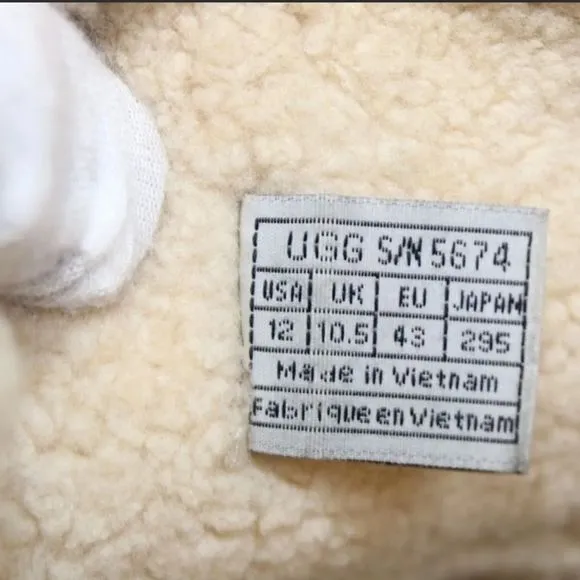 UGG S/N 5674
USA UK EU JAPAN
12 10.5 43 295
Made in Vietnam
Fabrique en Vietnam